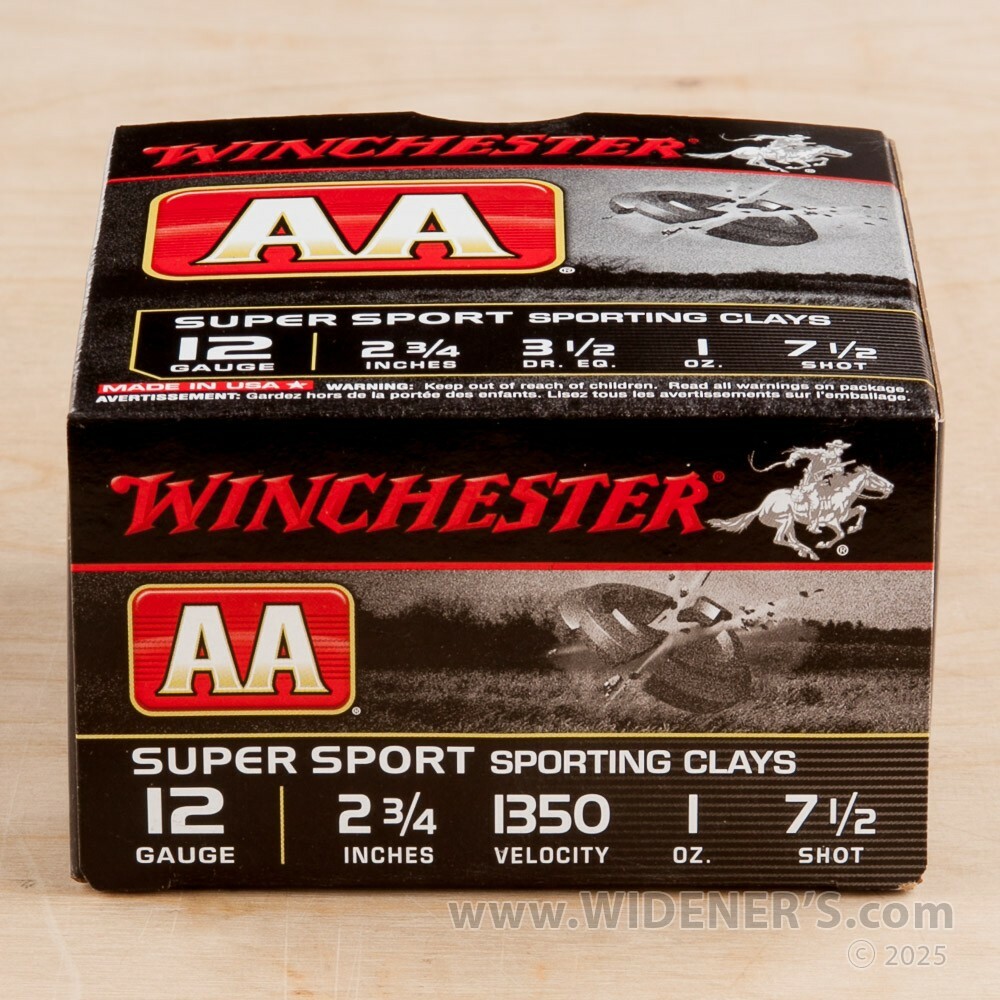 WINCHESTER®
AA®
SUPER SPORT SPORTING CLAYS
12 2 3/4 3 1/2 1 7 1/2
GAUGE INCHES DR. EQ. OZ. SHOT
MADE IN USA ★ WARNING: Keep out of reach of children. Read all warnings on package.
AVERTISSEMENT: Gardez hors de la portée des enfants. Lisez tous les avertissements sur l'emballage.
WINCHESTER®
®
AA®
SUPER SPORT SPORTING CLAYS
12 2 3/4 1350 1 7 1/2
GAUGE INCHES VELOCITY OZ. SHOT
www.WIDENER'S.com
© 2025